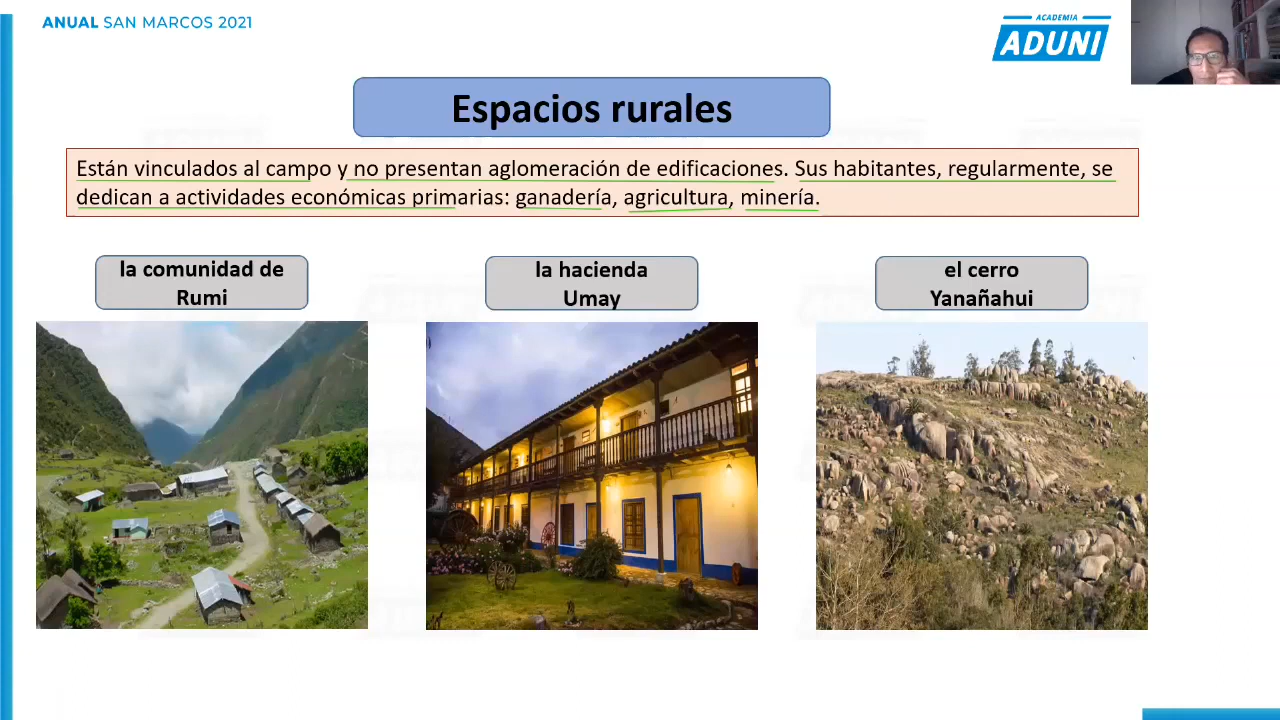 ANUAL SAN MARCOS 2021
ACADEMIA
ADUNI
Espacios rurales
Están vinculados al campo y no presentan aglomeración de edificaciones. Sus habitantes, regularmente, se
dedican a actividades económicas primarias: ganadería, agricultura, minería.
la comunidad de
Rumi
la hacienda
Umay
el cerro
Yanañahui